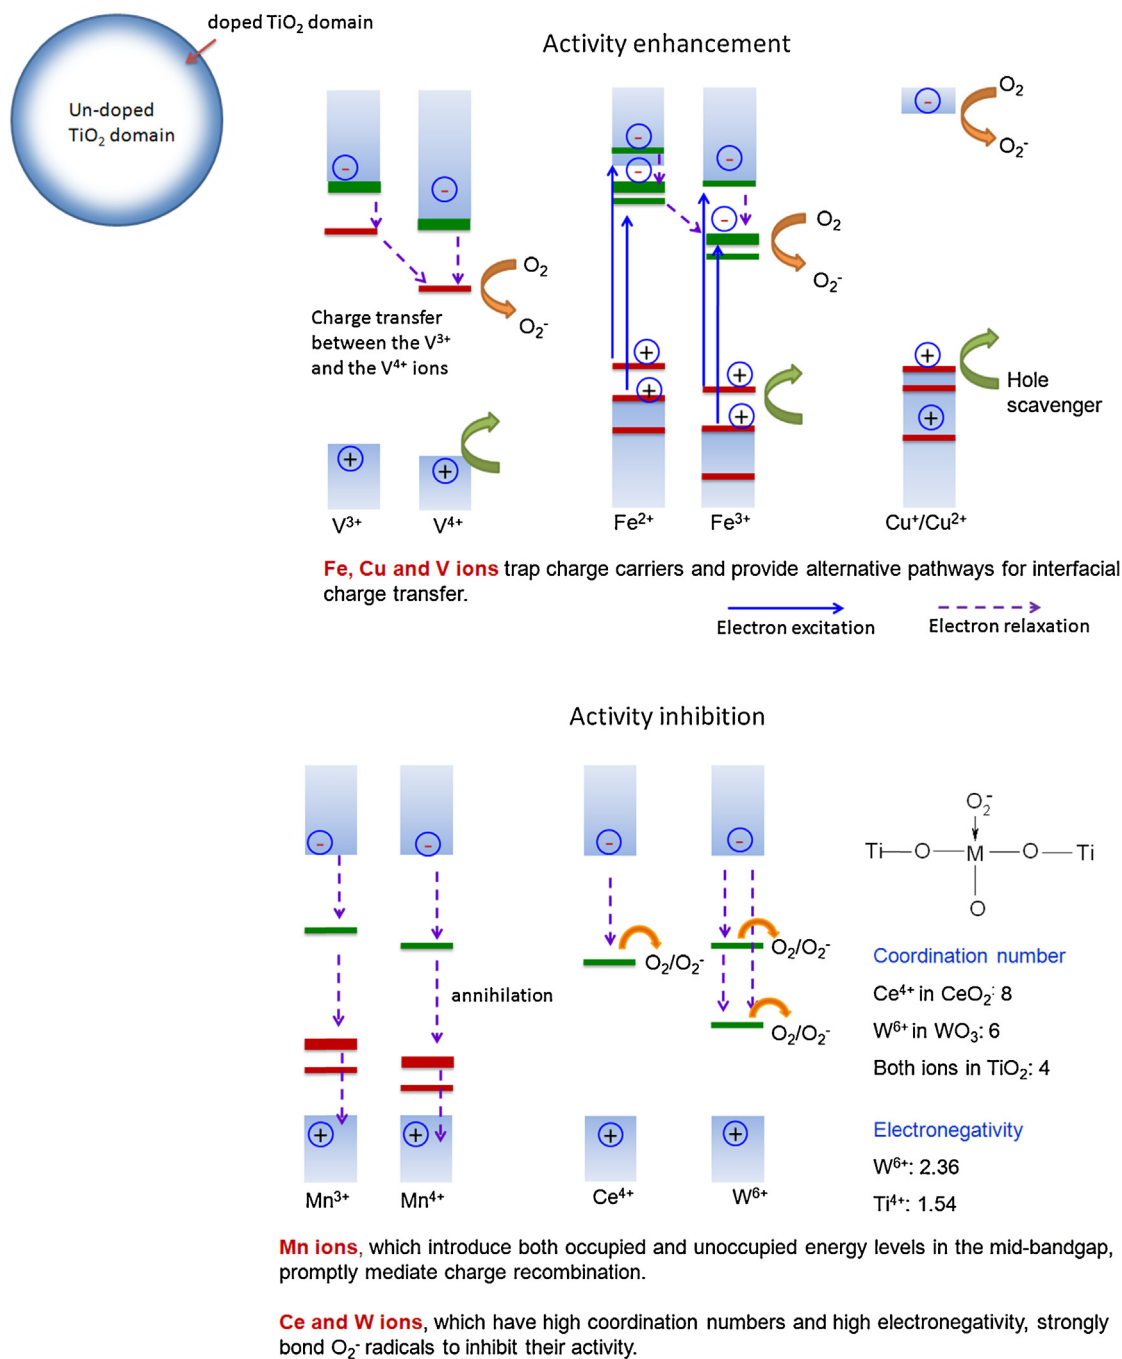 doped TiO₂ domain
Un-doped
TiO₂ domain
Activity enhancement
-
-
-
-
-
-
-
O₂
O₂⁻
O₂
O₂⁻
O₂
O₂⁻
Charge transfer
between the V³⁺
and the V⁴⁺ ions
+
+
+
+
+
+
+
+
Hole
scavenger
V³⁺
V⁴⁺
Fe²⁺
Fe³⁺
Cu⁺/Cu²⁺
Fe, Cu and V ions trap charge carriers and provide alternative pathways for interfacial
charge transfer.
Electron excitation
Electron relaxation
Activity inhibition
-
-
-
-
O₂⁻
Ti—O—M—O—Ti
O
annihilation
O₂/O₂⁻
O₂/O₂⁻
O₂/O₂⁻
Coordination number
Ce⁴⁺ in CeO₂: 8
W⁶⁺ in WO₃: 6
Both ions in TiO₂: 4
Electronegativity
W⁶⁺: 2.36
Ti⁴⁺: 1.54
+
+
+
+
Mn³⁺
Mn⁴⁺
Ce⁴⁺
W⁶⁺
Mn ions, which introduce both occupied and unoccupied energy levels in the mid-bandgap,
promptly mediate charge recombination.
Ce and W ions, which have high coordination numbers and high electronegativity, strongly
bond O₂⁻ radicals to inhibit their activity.